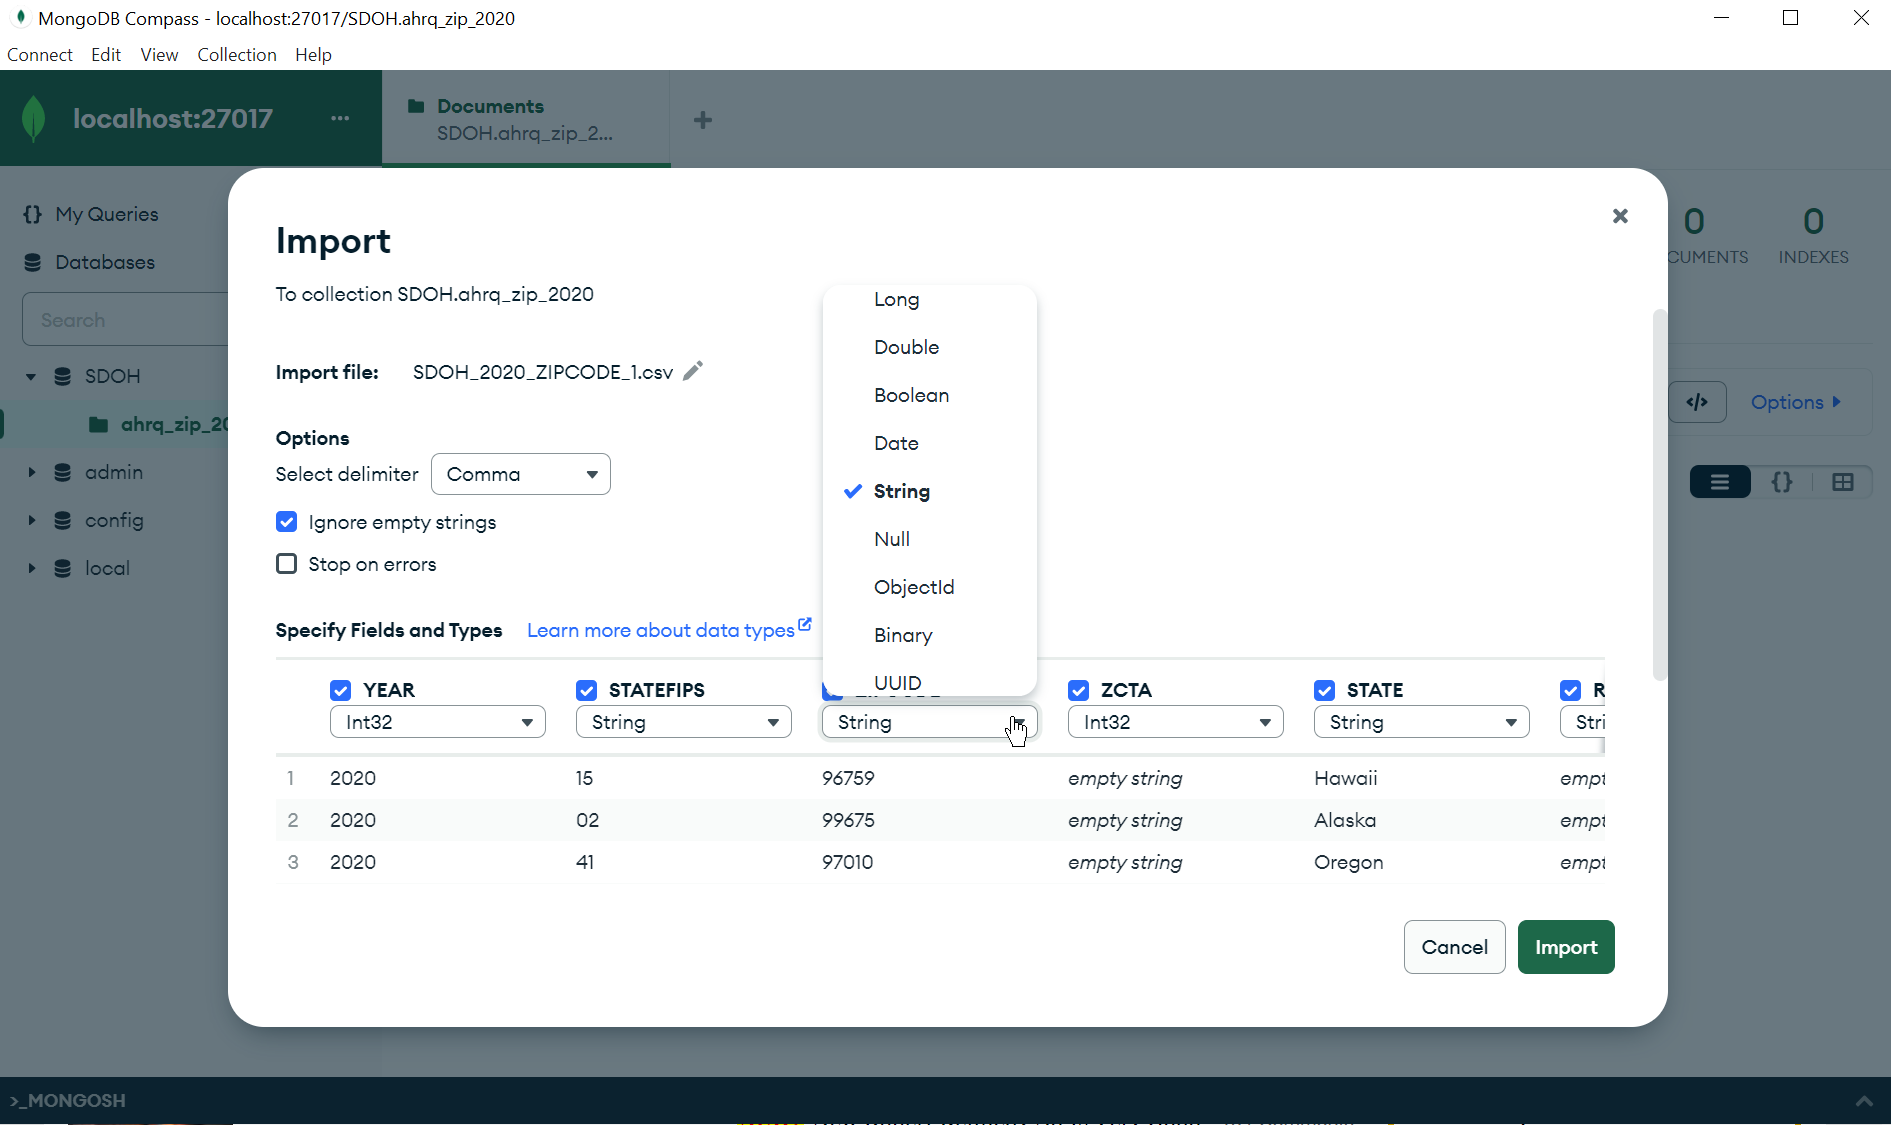 MongoDB Compass - localhost:27017/SDOH.ahrq_zip_2020
Connect Edit View Collection Help
localhost:27017 ...
Documents
SDOH.ahrq_zip_2...
My Queries
Databases
Search
SDOH
ahrq_zip_20
admin
config
local
0
CUMENTS
0
INDEXES
Options
Import
To collection SDOH.ahrq_zip_2020
Import file: SDOH_2020_ZIPCODE_1.csv
Options
Select delimiter Comma
Ignore empty strings
Stop on errors
Specify Fields and Types Learn more about data types
Long
Double
Boolean
Date
String
Null
ObjectId
Binary
UUID
YEAR STATEFIPS ZCTA STATE R
Int32 String String Int32 String Stri
1 2020 15 96759 empty string Hawaii empt
2 2020 02 99675 empty string Alaska empt
3 2020 41 97010 empty string Oregon empt
Cancel Import
>_MONGOSH